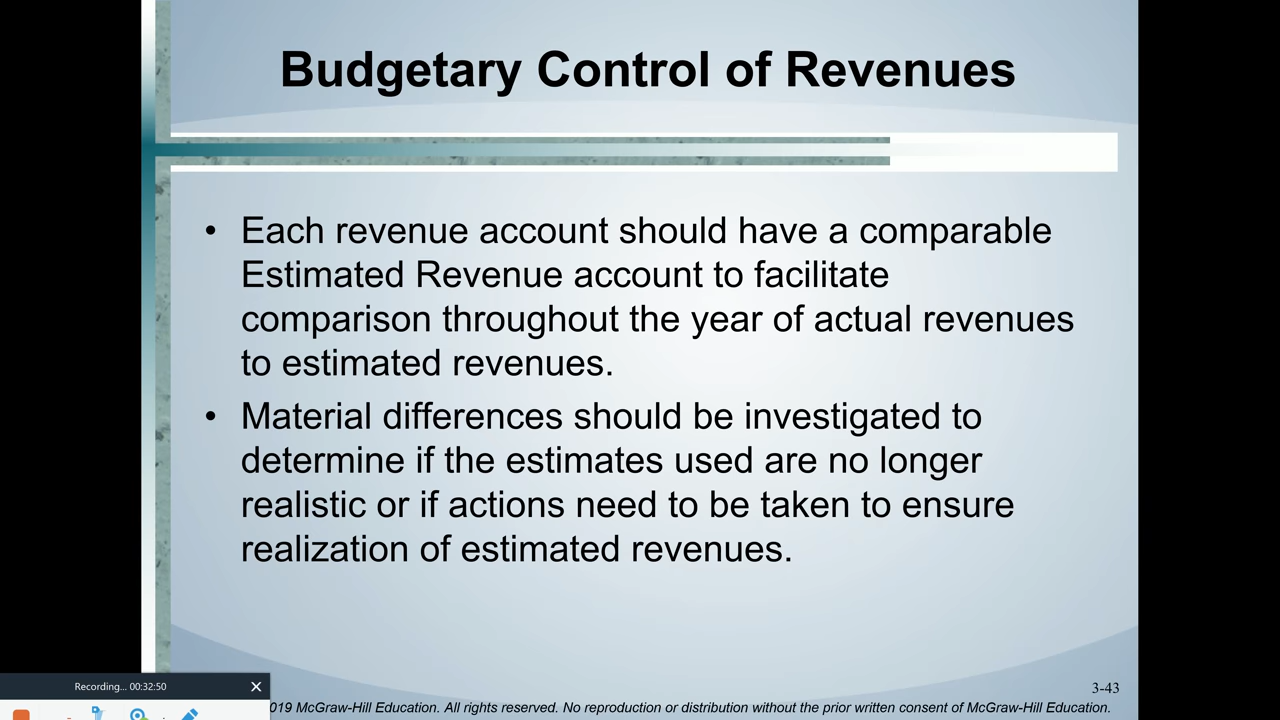 Budgetary Control of Revenues
• Each revenue account should have a comparable
Estimated Revenue account to facilitate
comparison throughout the year of actual revenues
to estimated revenues.
• Material differences should be investigated to
determine if the estimates used are no longer
realistic or if actions need to be taken to ensure
realization of estimated revenues.
3-43
Recording... 00:32:50
019 McGraw-Hill Education. All rights reserved. No reproduction or distribution without the prior written consent of McGraw-Hill Education.